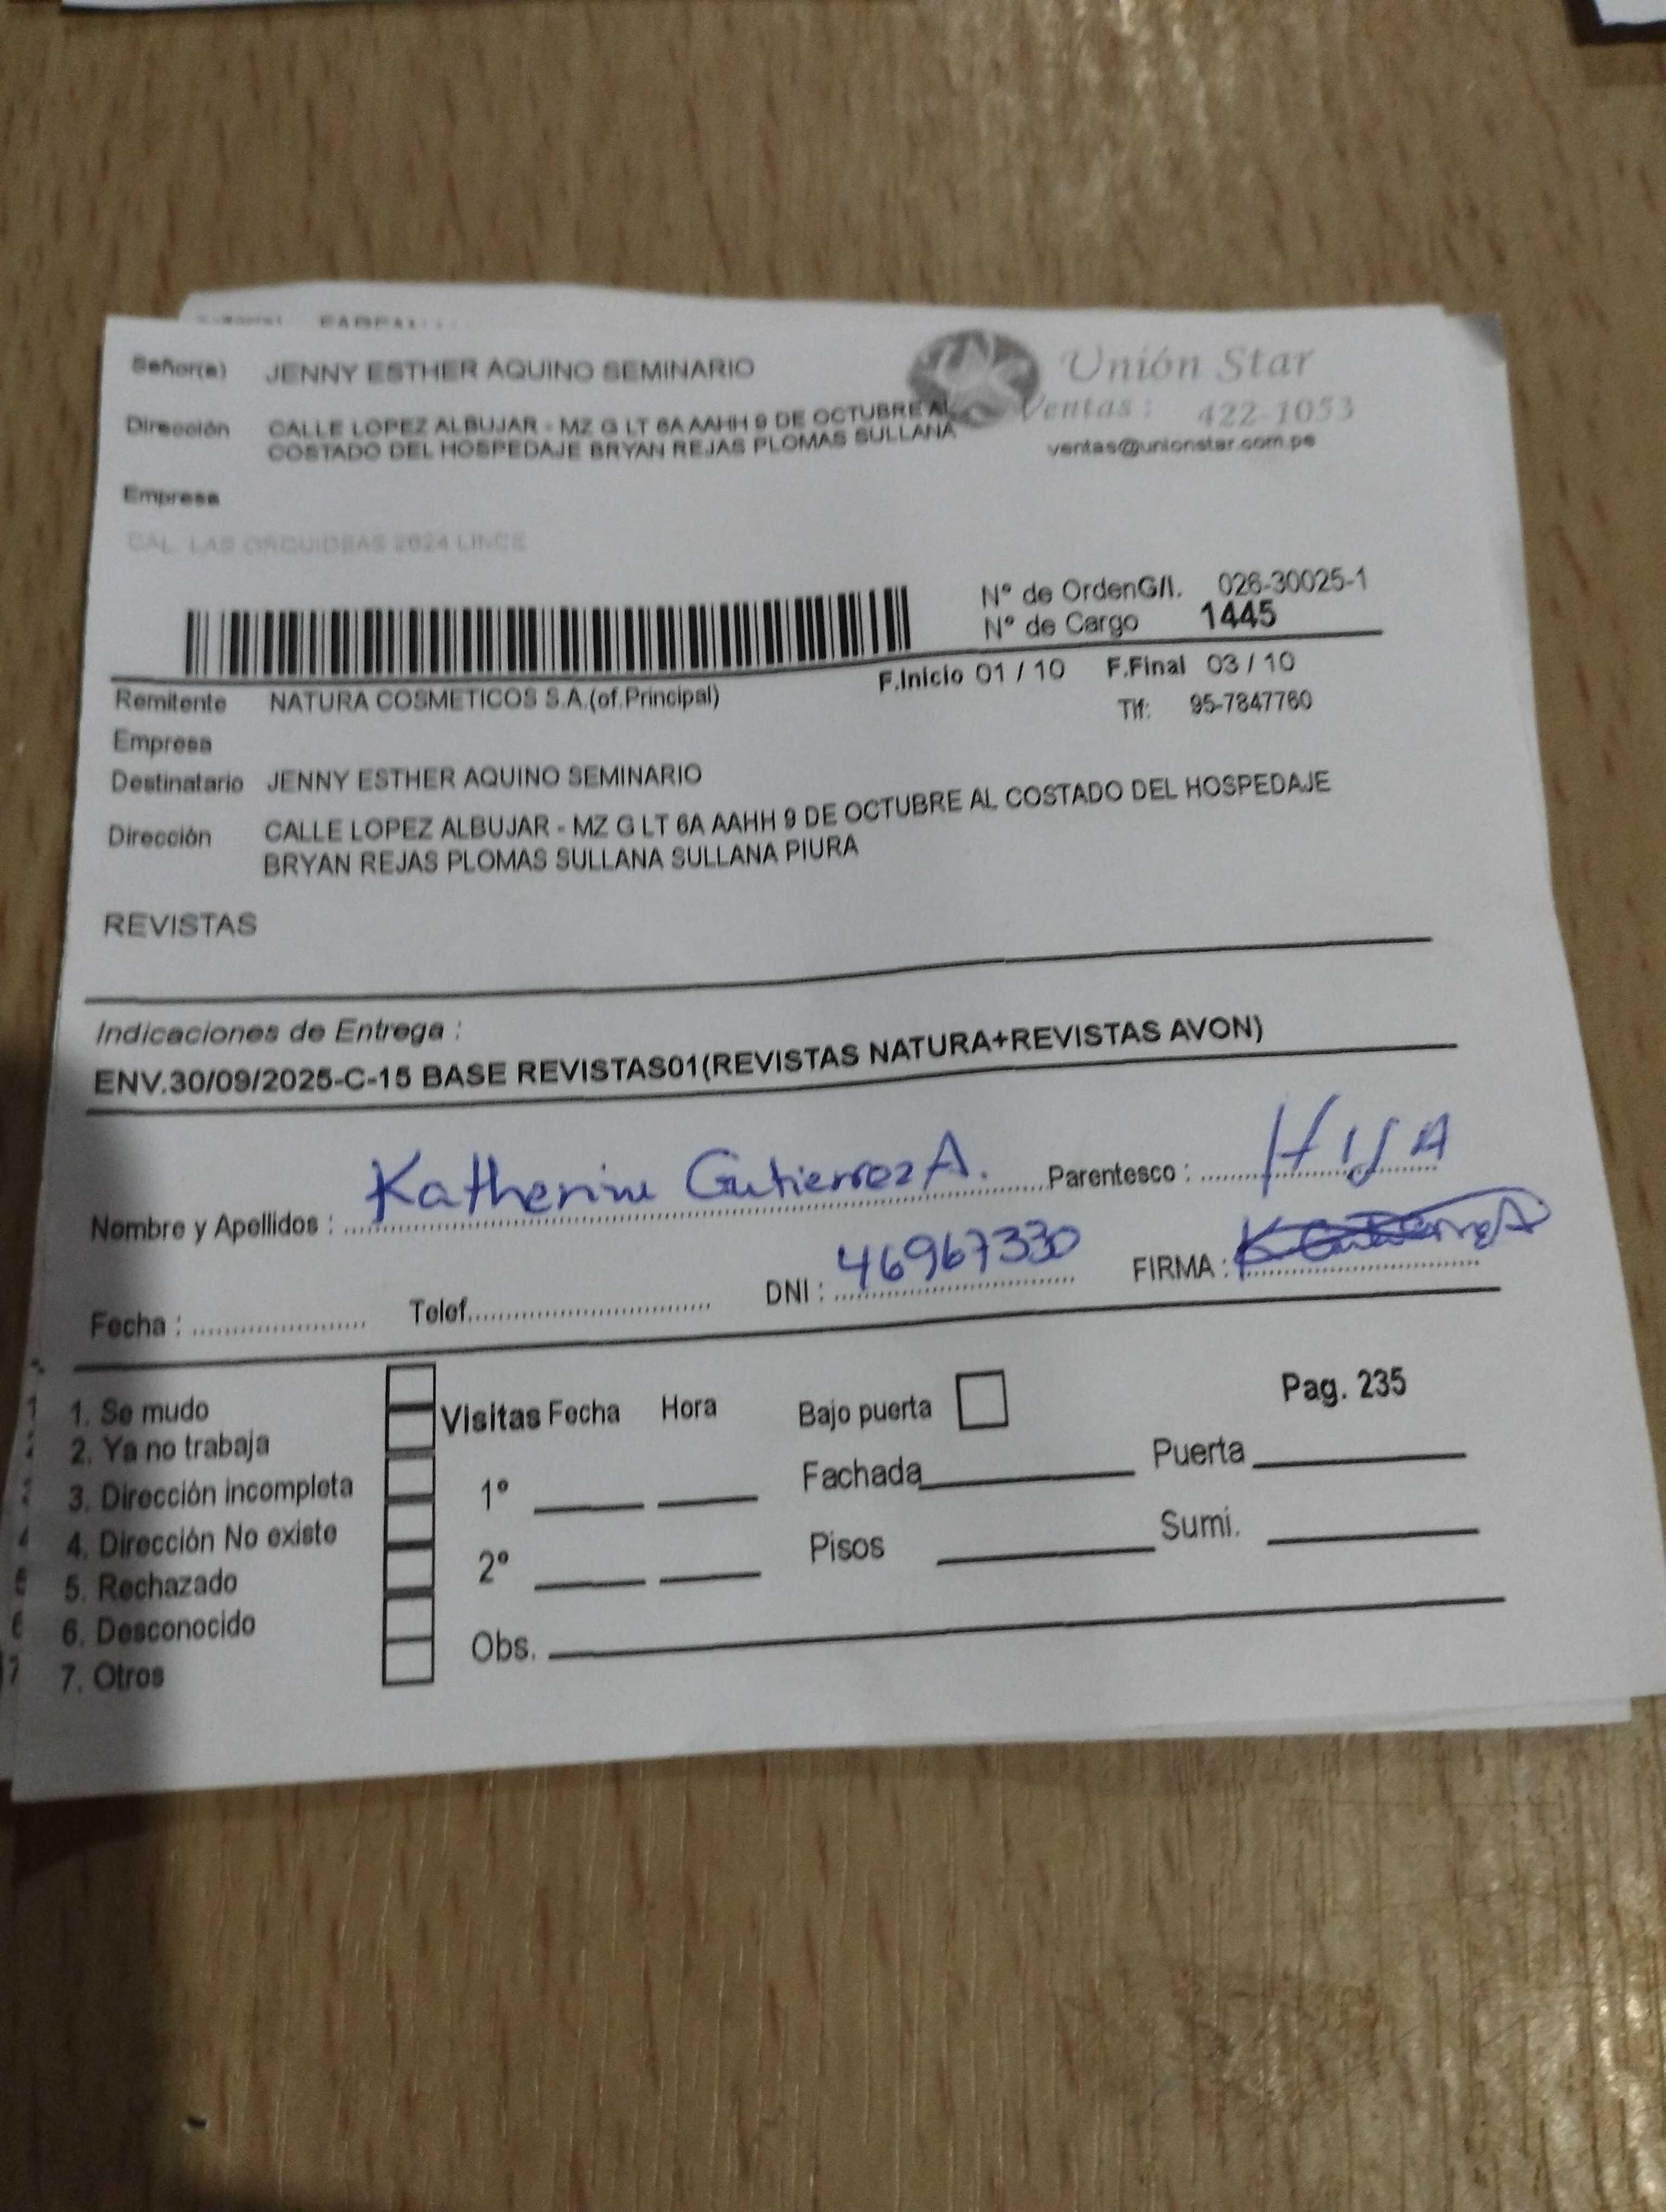 Señor(a) JENNY ESTHER AQUINO SEMINARIO
Unión Star
Dirección CALLE LOPEZ ALBUJAR - MZ G LT 6A AAHH 9 DE OCTUBRE AL
COSTADO DEL HOSPEDAJE BRYAN REJAS PLOMAS SULLANA
Ventas: 422-1053
ventas@unionstar.com.pe
Empresa
CAL. LAS ORQUIDEAS 2624 LINCE
N° de OrdenG/I. 026-30025-1
N° de Cargo 1445
F.Inicio 01 / 10 F.Final 03 / 10
Remitente NATURA COSMETICOS S.A.(of.Principal)
Tlf: 95-7847760
Empresa
Destinatario JENNY ESTHER AQUINO SEMINARIO
Dirección CALLE LOPEZ ALBUJAR - MZ G LT 6A AAHH 9 DE OCTUBRE AL COSTADO DEL HOSPEDAJE
BRYAN REJAS PLOMAS SULLANA SULLANA PIURA
REVISTAS
Indicaciones de Entrega :
ENV.30/09/2025-C-15 BASE REVISTAS01(REVISTAS NATURA+REVISTAS AVON)
Nombre y Apellidos : Katherine Gutierrez A. Parentesco : HIJA
Fecha : Telef. DNI : 46967330 FIRMA : K Gutierrez A
1. Se mudo
2. Ya no trabaja
3. Dirección incompleta
4. Dirección No existe
5. Rechazado
6. Desconocido
7. Otros
Visitas Fecha Hora
1°
2°
Bajo puerta
Pag. 235
Fachada Puerta
Pisos Sumi.
Obs.